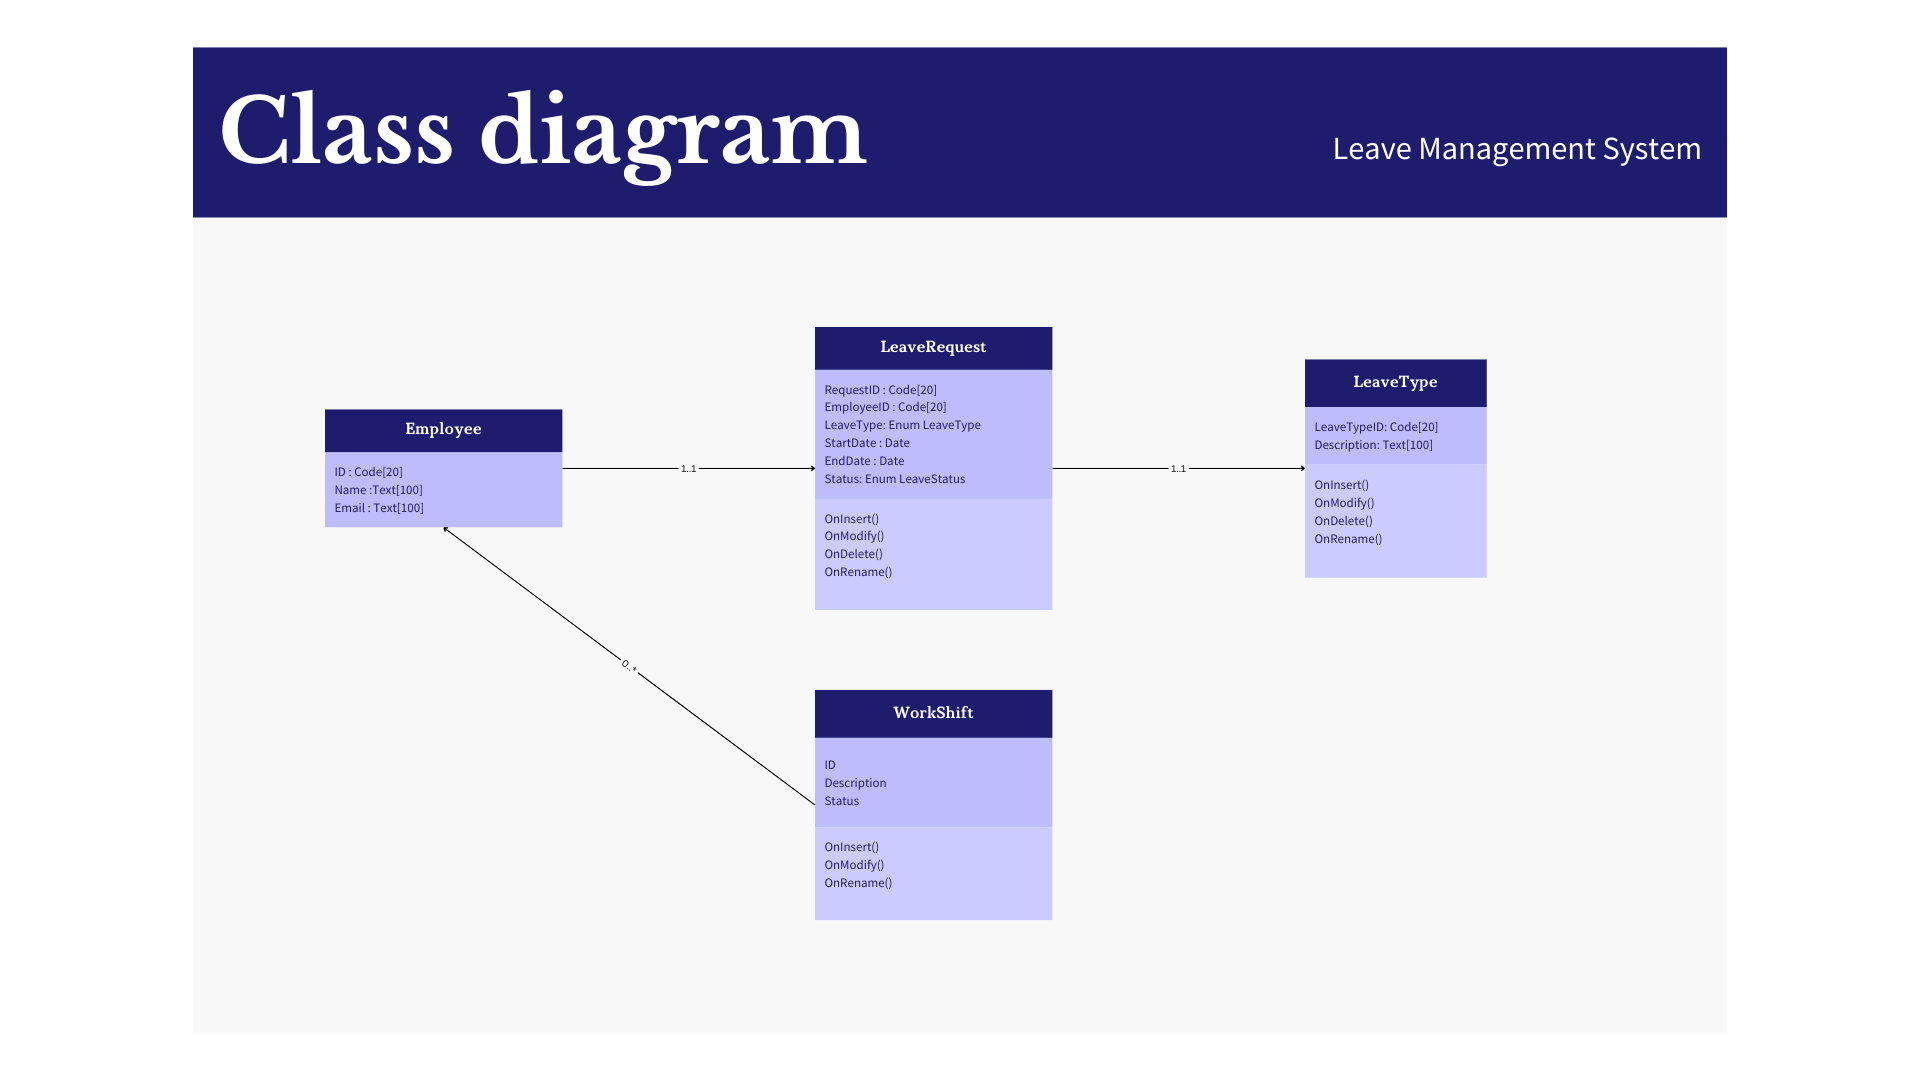 Class diagram
Leave Management System
Employee
ID : Code[20]
Name :Text[100]
Email : Text[100]
1..1
LeaveRequest
RequestID : Code[20]
EmployeeID : Code[20]
LeaveType: Enum LeaveType
StartDate : Date
EndDate : Date
Status: Enum LeaveStatus
OnInsert()
OnModify()
OnDelete()
OnRename()
1..1
LeaveType
LeaveTypeID: Code[20]
Description: Text[100]
OnInsert()
OnModify()
OnDelete()
OnRename()
0..*
WorkShift
ID
Description
Status
OnInsert()
OnModify()
OnRename()